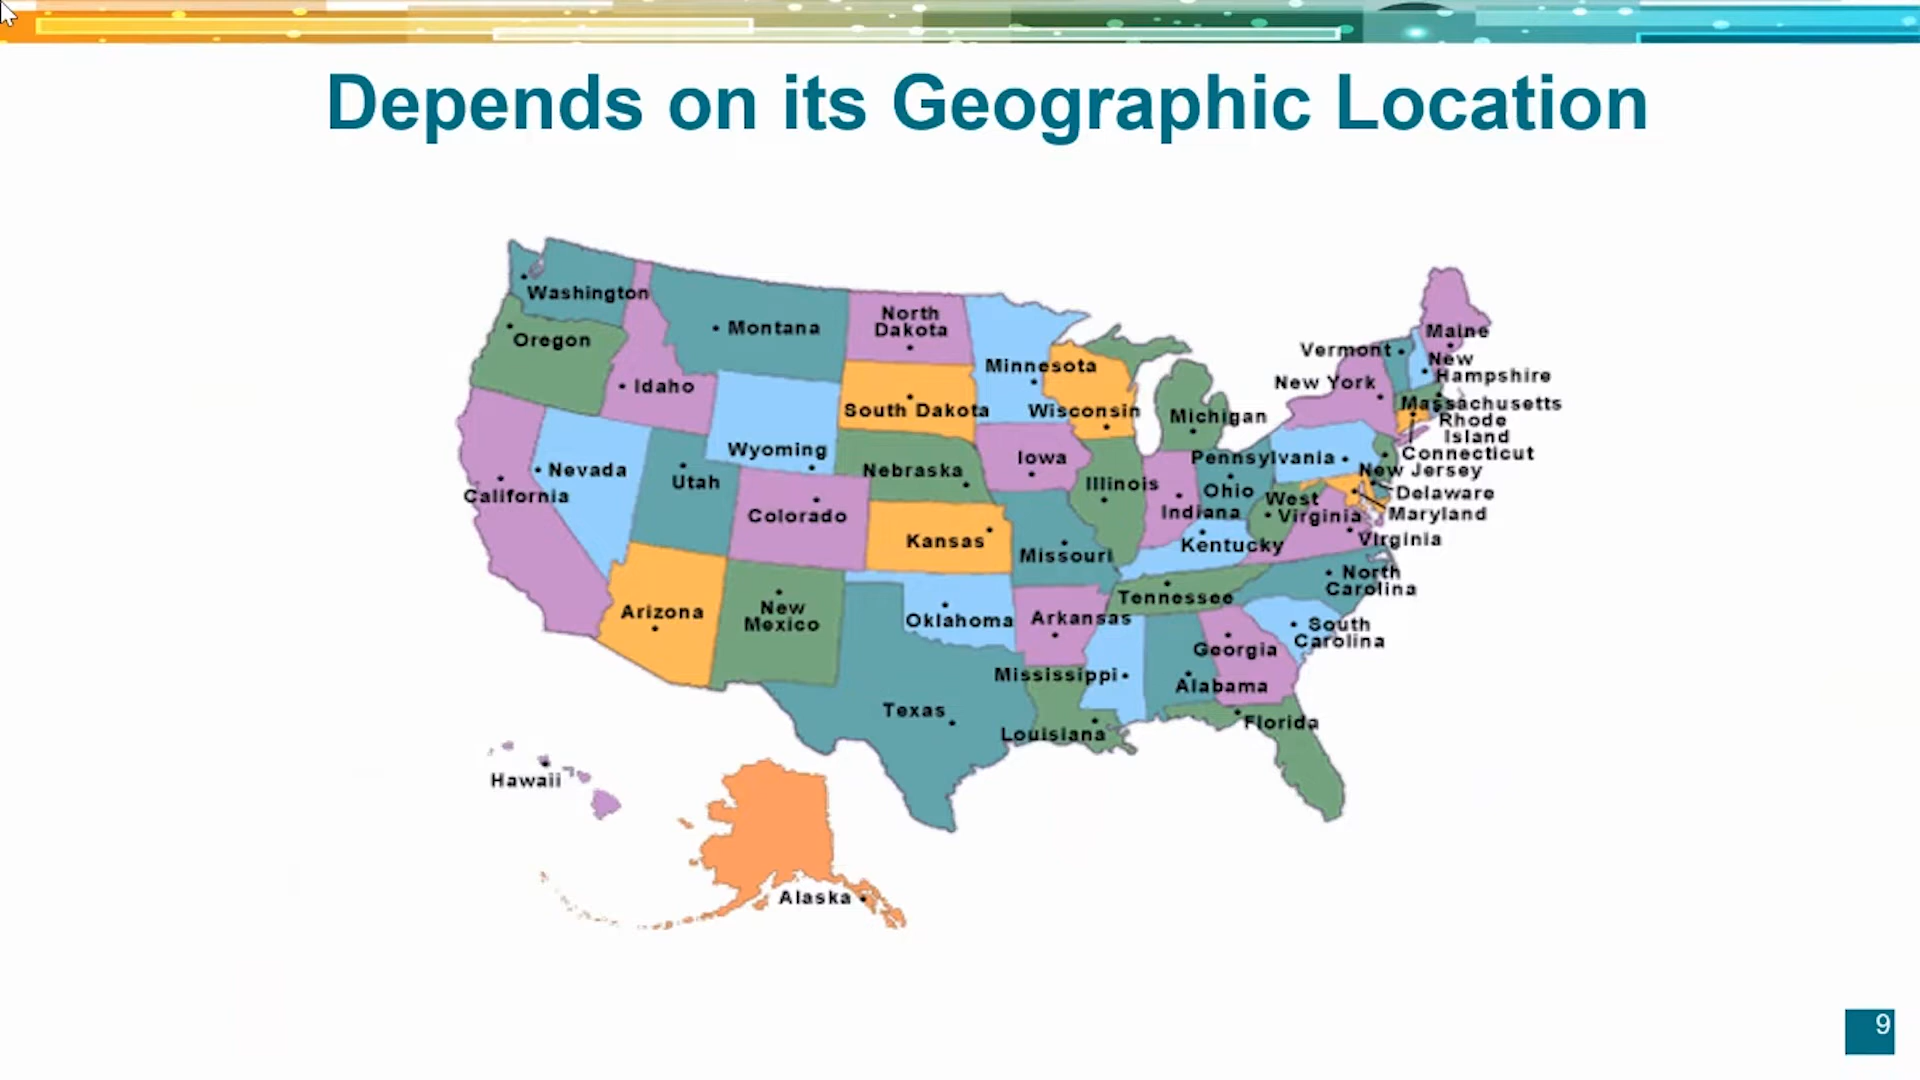 Depends on its Geographic Location
Washington
Oregon
Idaho
Montana
North
Dakota
Minnesota
South Dakota
Wisconsin
Michigan
Vermont
Maine
New
Hampshire
New York
Massachusetts
Rhode
Island
Connecticut
New Jersey
Pennsylvania
Delaware
Maryland
Virginia
West
Virginia
Ohio
Indiana
Illinois
Iowa
Nebraska
Wyoming
Nevada
Utah
California
Colorado
Kansas
Missouri
Kentucky
North
Carolina
Tennessee
South
Carolina
Arizona
New
Mexico
Oklahoma
Arkansas
Georgia
Mississippi
Alabama
Texas
Louisiana
Florida
Hawaii
Alaska
9